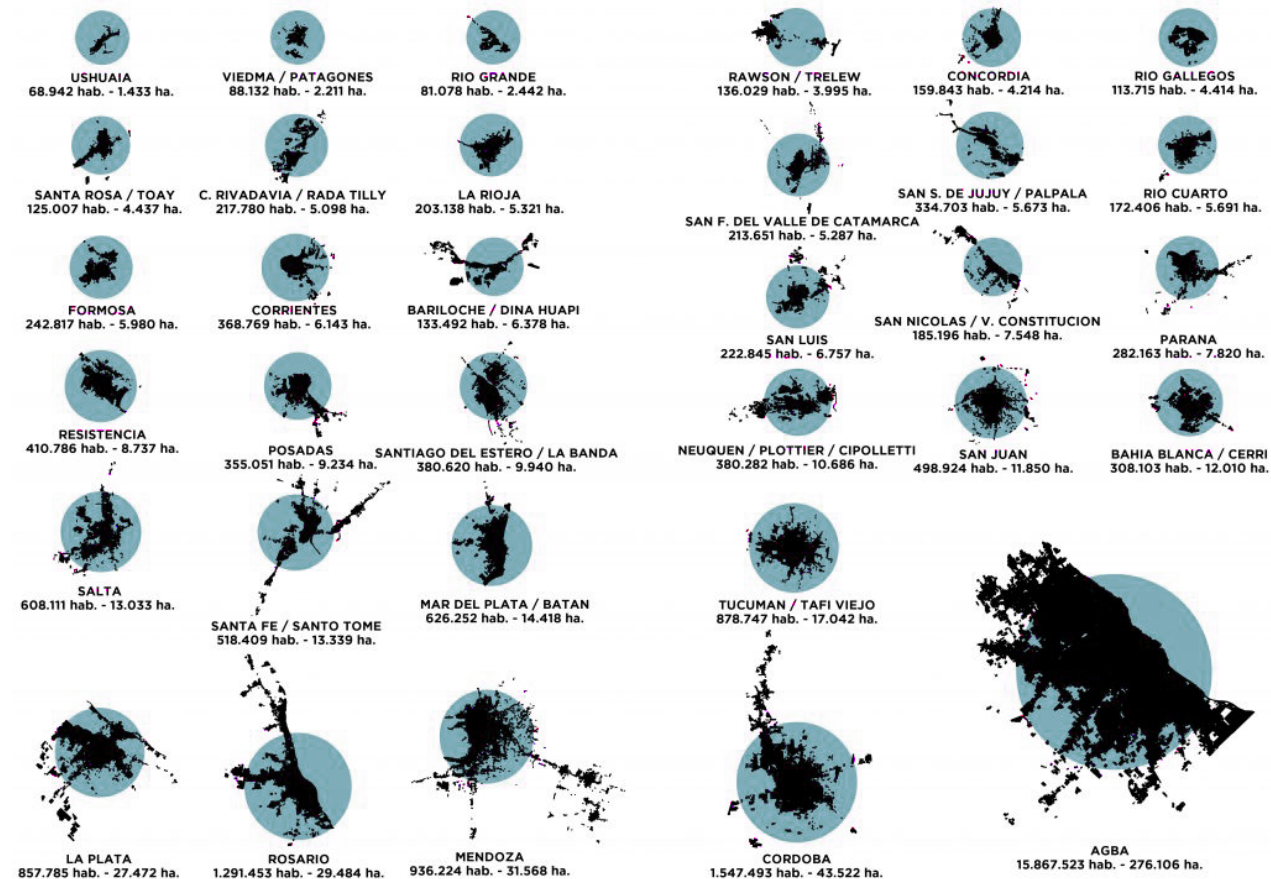 USHUAIA
68.942 hab. - 1.433 ha.
VIEDMA / PATAGONES
88.132 hab. - 2.211 ha.
RIO GRANDE
81.078 hab. - 2.442 ha.
RAWSON / TRELEW
136.029 hab. - 3.995 ha.
CONCORDIA
159.843 hab. - 4.214 ha.
RIO GALLEGOS
113.715 hab. - 4.414 ha.
SANTA ROSA / TOAY
125.007 hab. - 4.437 ha.
C. RIVADAVIA / RADA TILLY
217.780 hab. - 5.098 ha.
LA RIOJA
203.138 hab. - 5.321 ha.
SAN F. DEL VALLE DE CATAMARCA
213.651 hab. - 5.287 ha.
SAN S. DE JUJUY / PALPALA
334.703 hab. - 5.673 ha.
RIO CUARTO
172.406 hab. - 5.691 ha.
FORMOSA
242.817 hab. - 5.980 ha.
CORRIENTES
368.769 hab. - 6.143 ha.
BARILOCHE / DINA HUAPI
133.492 hab. - 6.378 ha.
SAN LUIS
222.845 hab. - 6.757 ha.
SAN NICOLAS / V. CONSTITUCION
185.196 hab. - 7.548 ha.
PARANA
282.163 hab. - 7.820 ha.
RESISTENCIA
410.786 hab. - 8.737 ha.
POSADAS
355.051 hab. - 9.234 ha.
SANTIAGO DEL ESTERO / LA BANDA
380.620 hab. - 9.940 ha.
NEUQUEN / PLOTTIER / CIPOLLETTI
380.282 hab. - 10.686 ha.
SAN JUAN
498.924 hab. - 11.850 ha.
BAHIA BLANCA / CERRI
308.103 hab. - 12.010 ha.
SALTA
608.111 hab. - 13.033 ha.
SANTA FE / SANTO TOME
518.409 hab. - 13.339 ha.
MAR DEL PLATA / BATAN
626.252 hab. - 14.418 ha.
TUCUMAN / TAFI VIEJO
878.747 hab. - 17.042 ha.
LA PLATA
857.785 hab. - 27.472 ha.
ROSARIO
1.291.453 hab. - 29.484 ha.
MENDOZA
936.224 hab. - 31.568 ha.
CORDOBA
1.547.493 hab. - 43.522 ha.
AGBA
15.867.523 hab. - 276.106 ha.